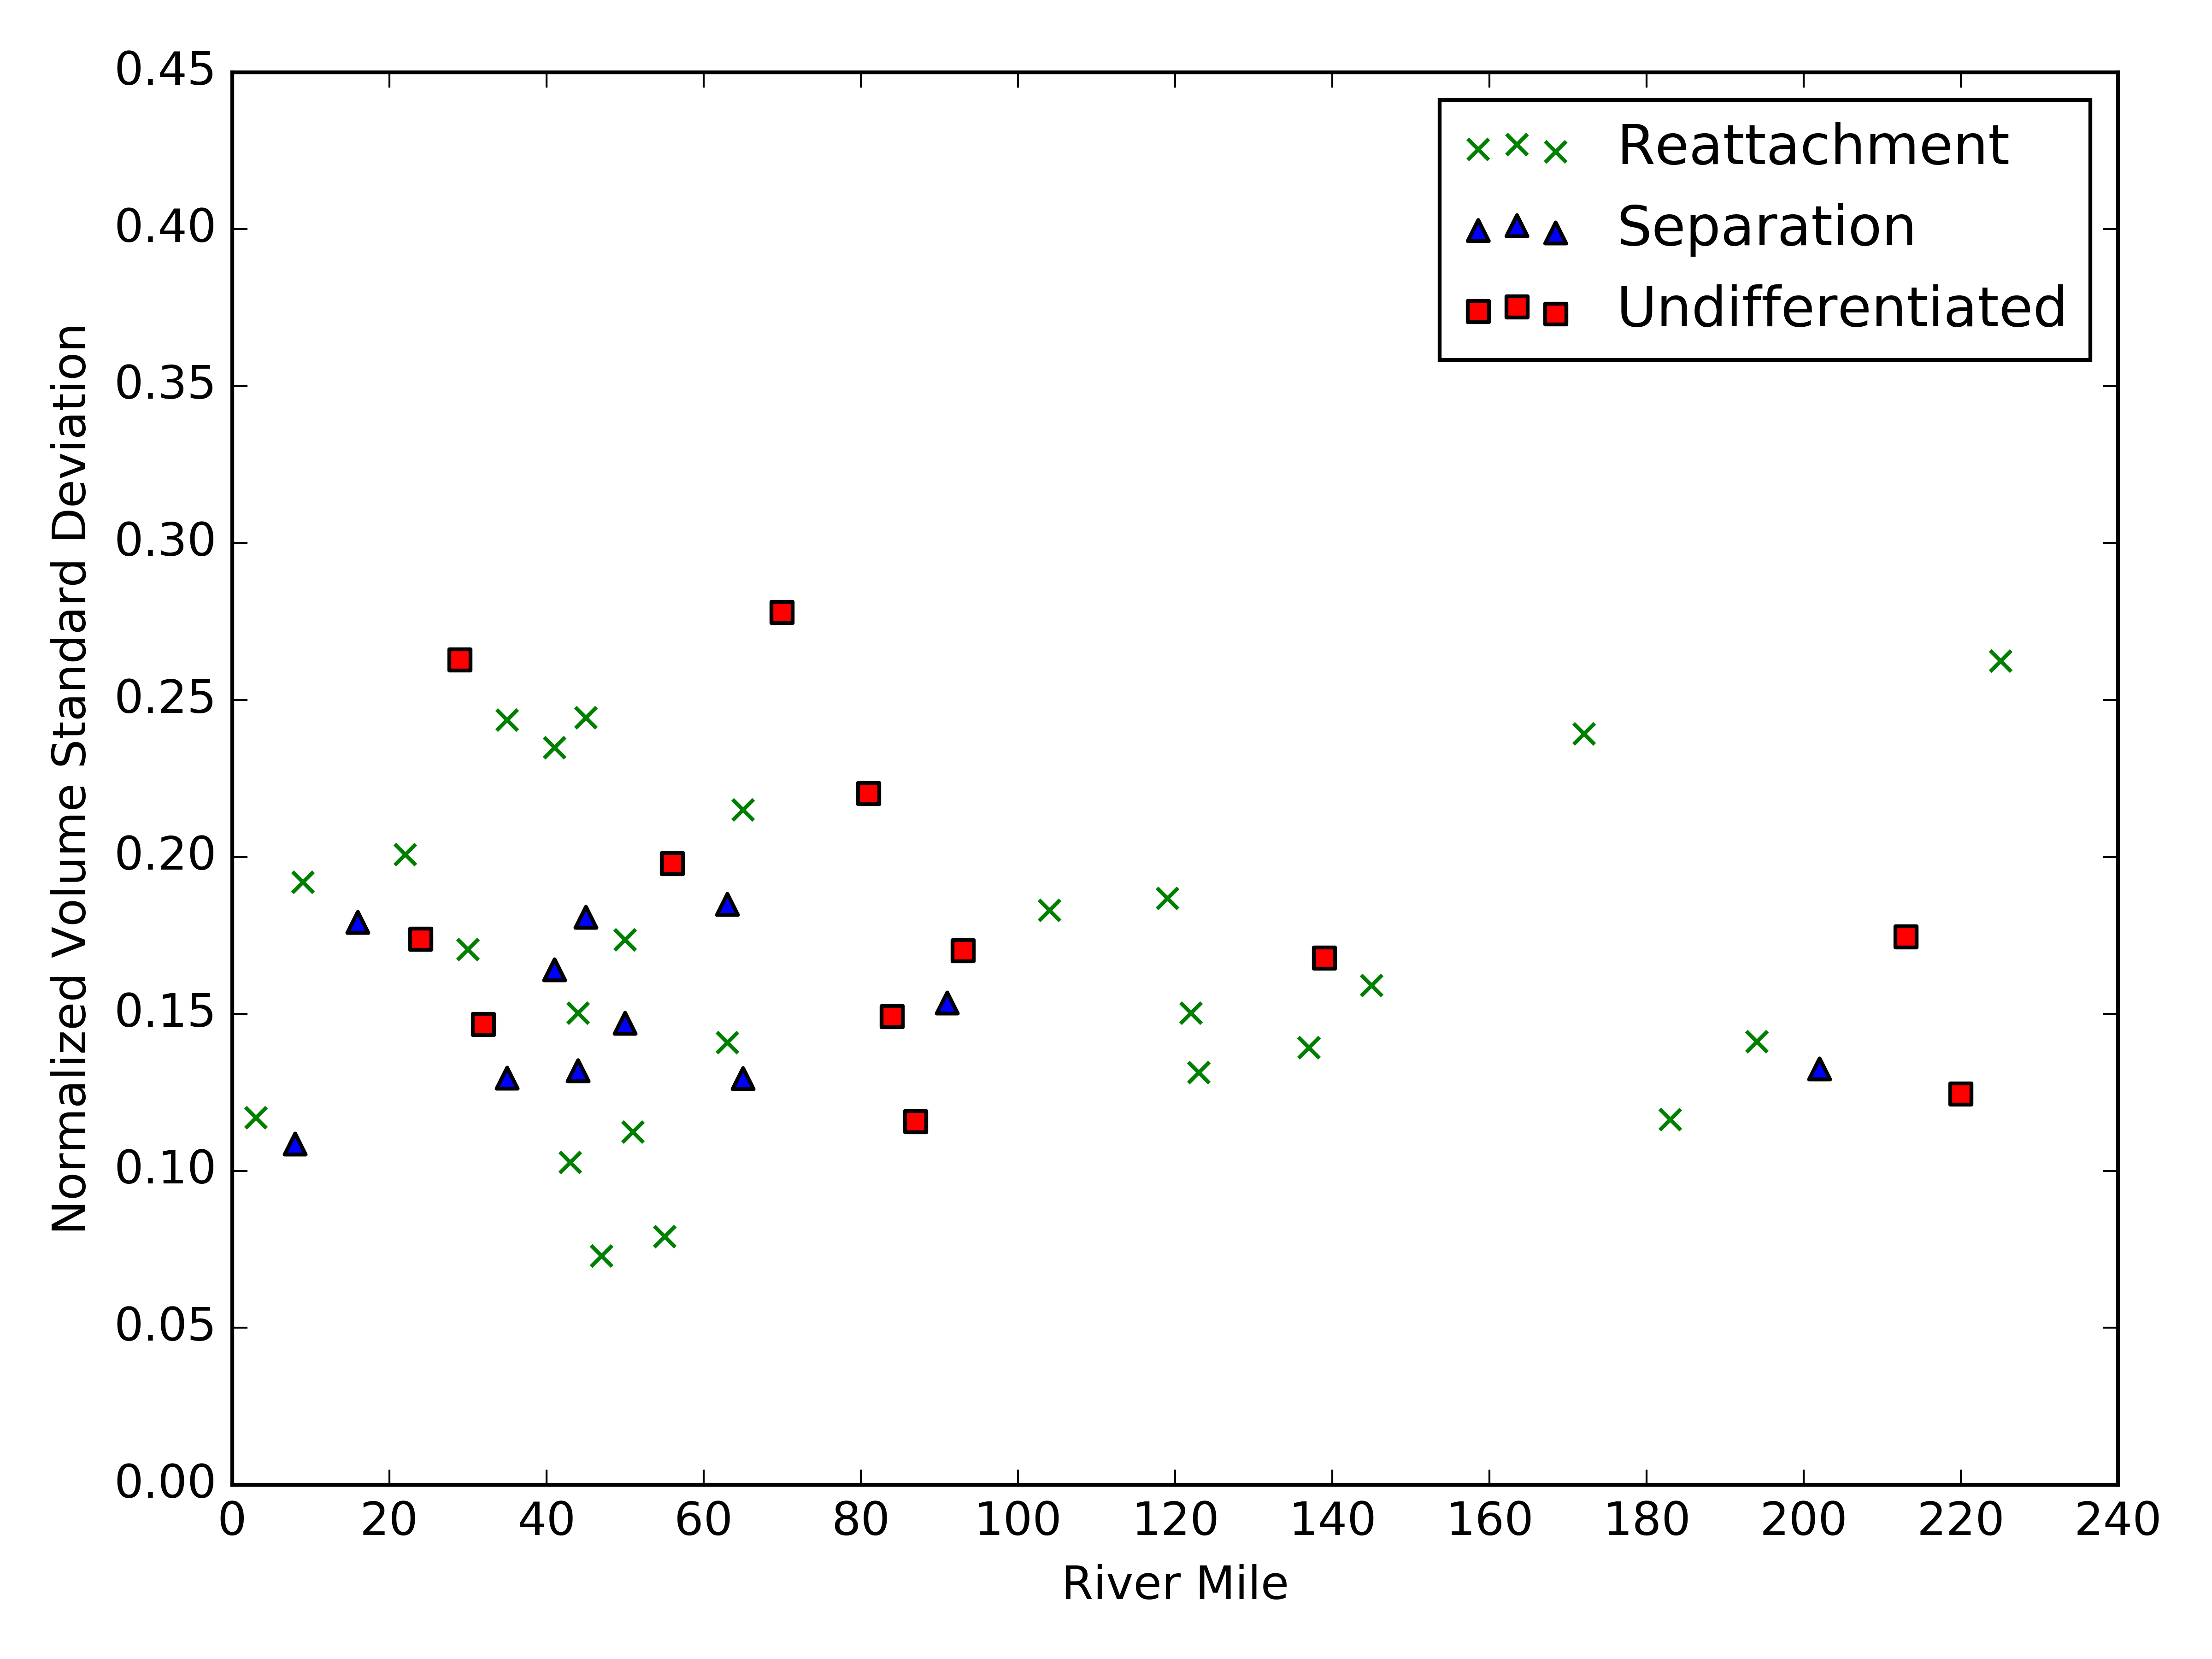 0.45
0.40
0.35
0.30
0.25
0.20
0.15
0.10
0.05
0.00
Normalized Volume Standard Deviation
Reattachment
Separation
Undifferentiated
0 20 40 60 80 100 120 140 160 180 200 220 240
River Mile